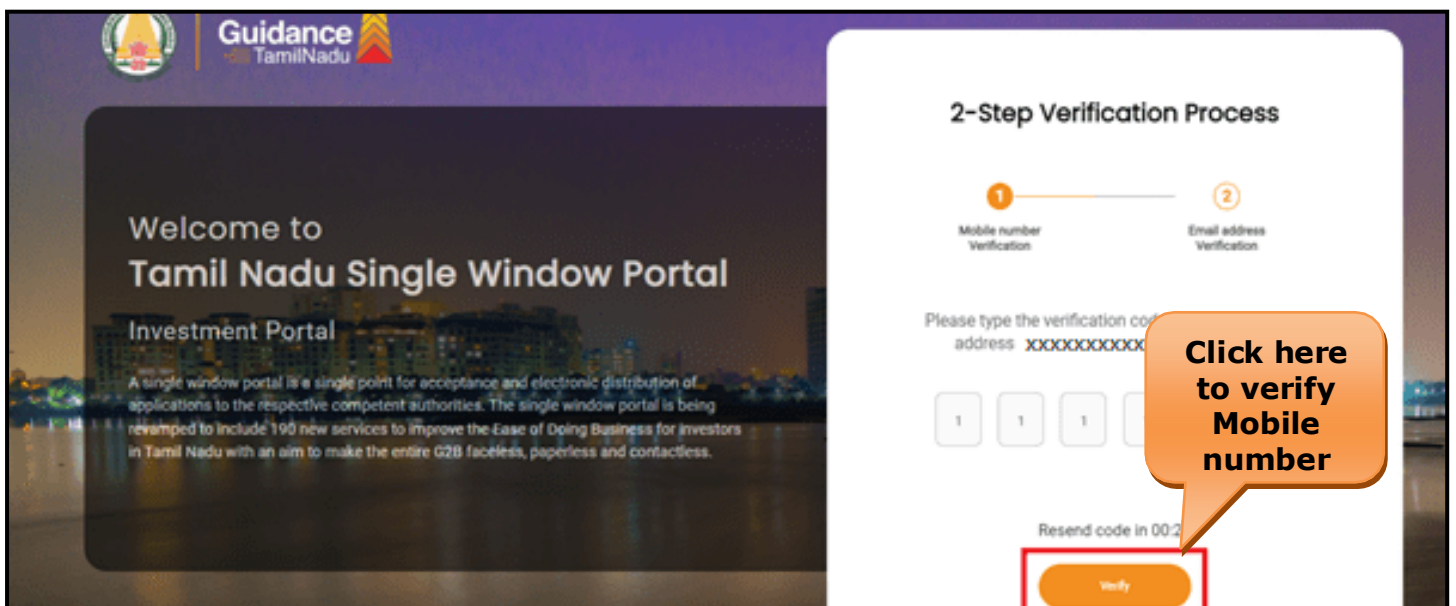 Guidance
TamilNadu
Welcome to
Tamil Nadu Single Window Portal
Investment Portal
A single window portal is a single point for acceptance and electronic distribution of
applications to the respective competent authorities. The single window portal is being
revamped to include 190 new services to improve the Ease of Doing Business for investors
in Tamil Nadu with an aim to make the entire G2B faceless, paperless and contactless.
2-Step Verification Process
1
2
Mobile number
Verification
Email address
Verification
Please type the verification cod
address xxxxxxxxxx
1 1 1
Click here
to verify
Mobile
number
Resend code in 00:2
Verify